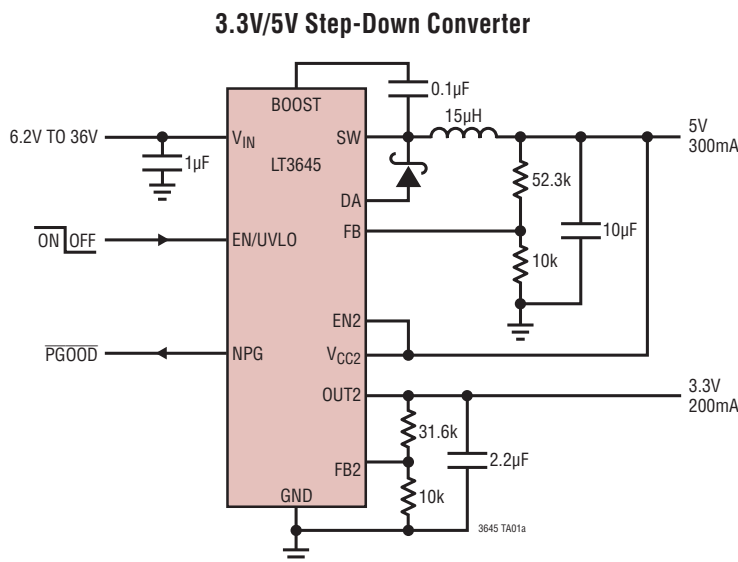 3.3V/5V Step-Down Converter
BOOST
0.1µF
15µH
6.2V TO 36V
VIN
SW
5V
300mA
1µF
LT3645
52.3k
DA
10µF
ON OFF
EN/UVLO
FB
10k
EN2
PGOOD
NPG
VCC2
OUT2
3.3V
200mA
31.6k
FB2
2.2µF
GND
10k
3645 TA01a